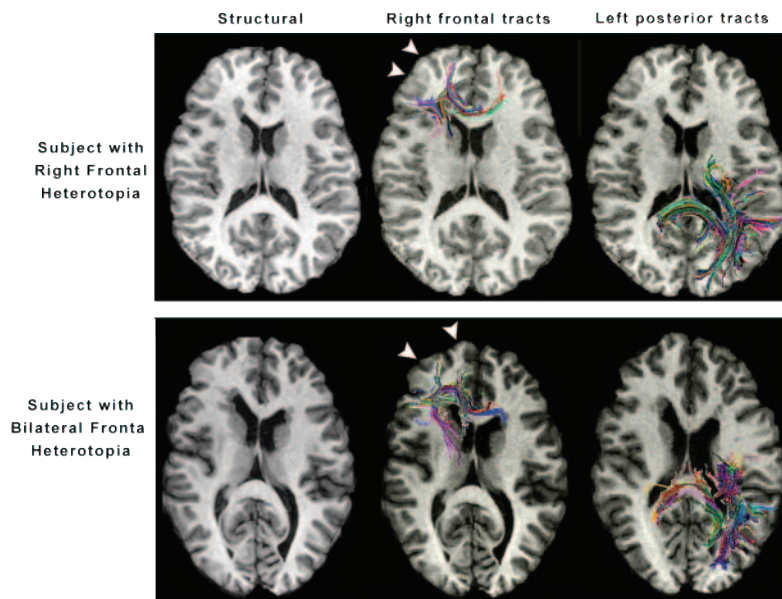 Structural
Right frontal tracts
Left posterior tracts
Subject with
Right Frontal
Heterotopia
Subject with
Bilateral Fronta
Heterotopia